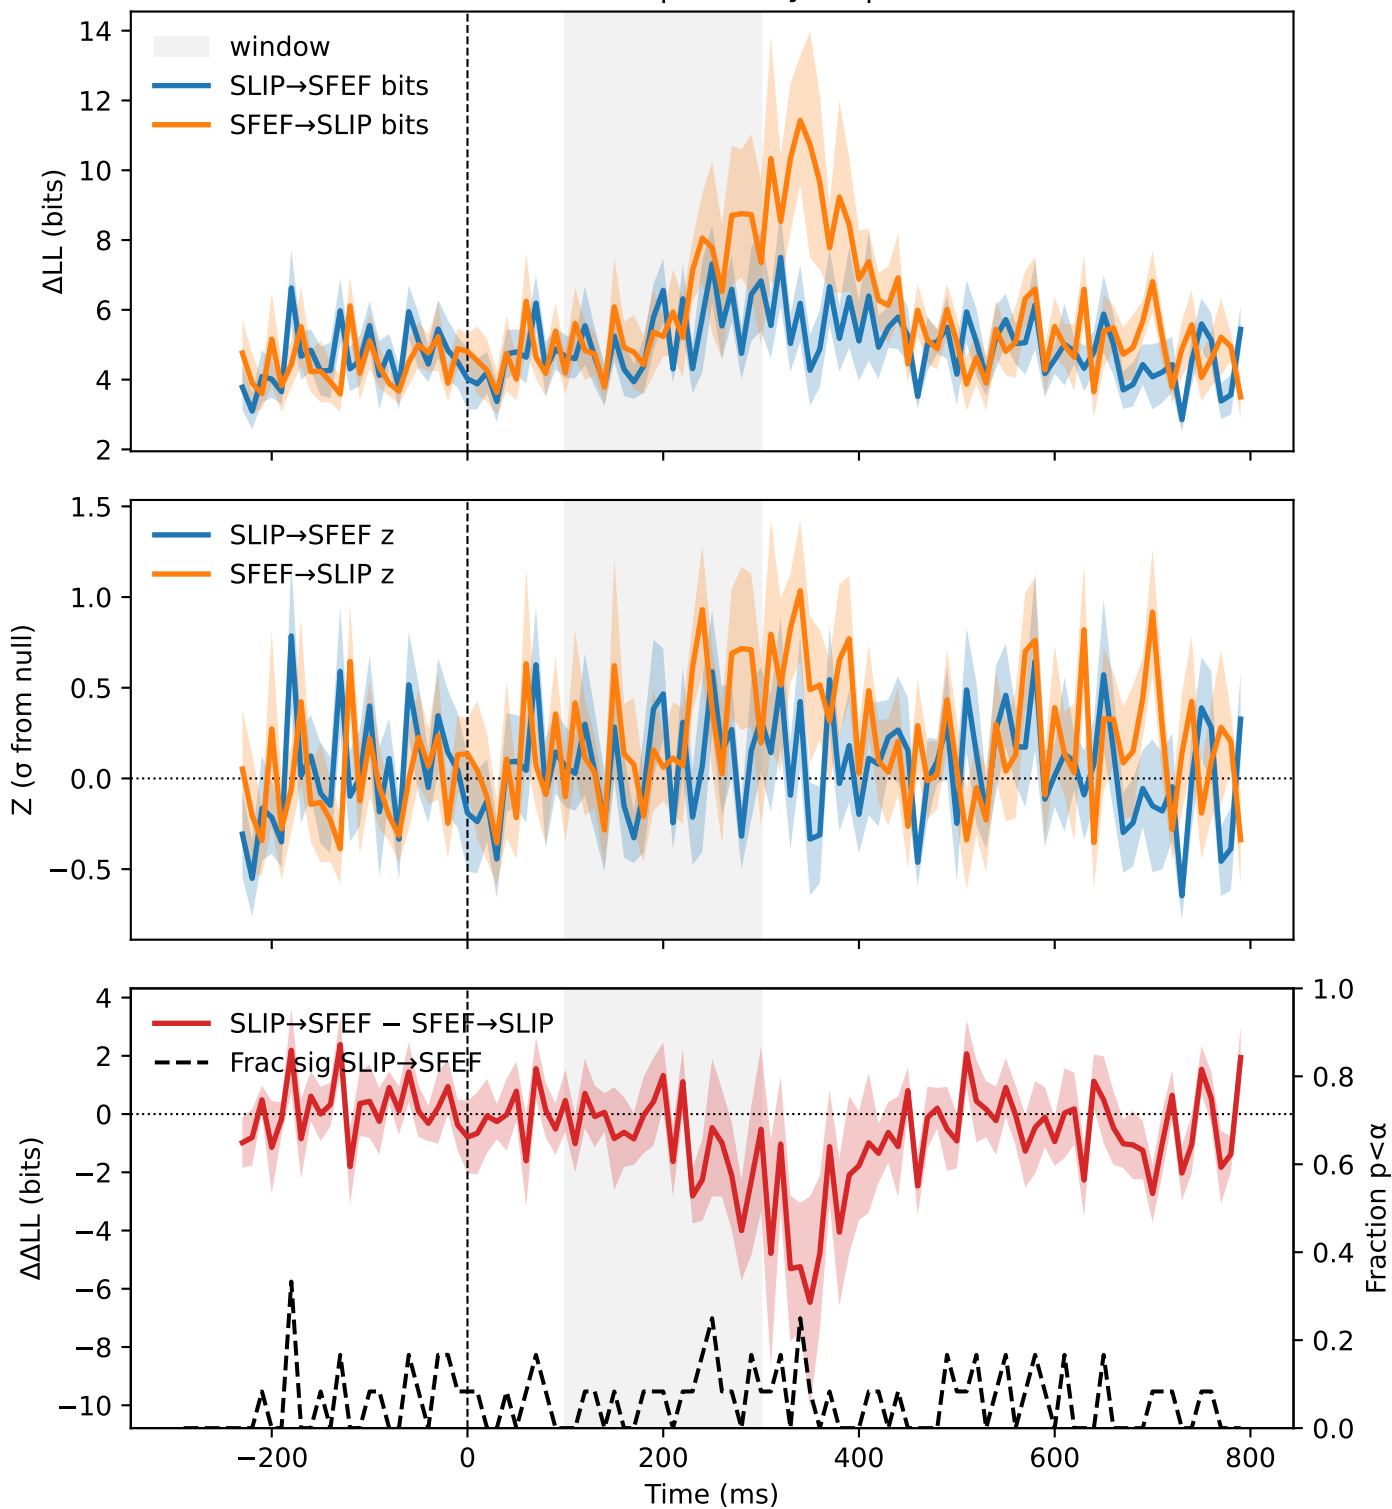 14
12
10
8
6
4
2
ΔLL (bits)
window
SLIP→SFEF bits
SFEF→SLIP bits
1.5
1.0
0.5
0.0
−0.5
Z (σ from null)
SLIP→SFEF z
SFEF→SLIP z
4
2
0
−2
−4
−6
−8
−10
ΔΔLL (bits)
SLIP→SFEF − SFEF→SLIP
Frac sig SLIP→SFEF
1.0
0.8
0.6
0.4
0.2
0.0
Fraction p<α
−200
0
200
400
600
800
Time (ms)